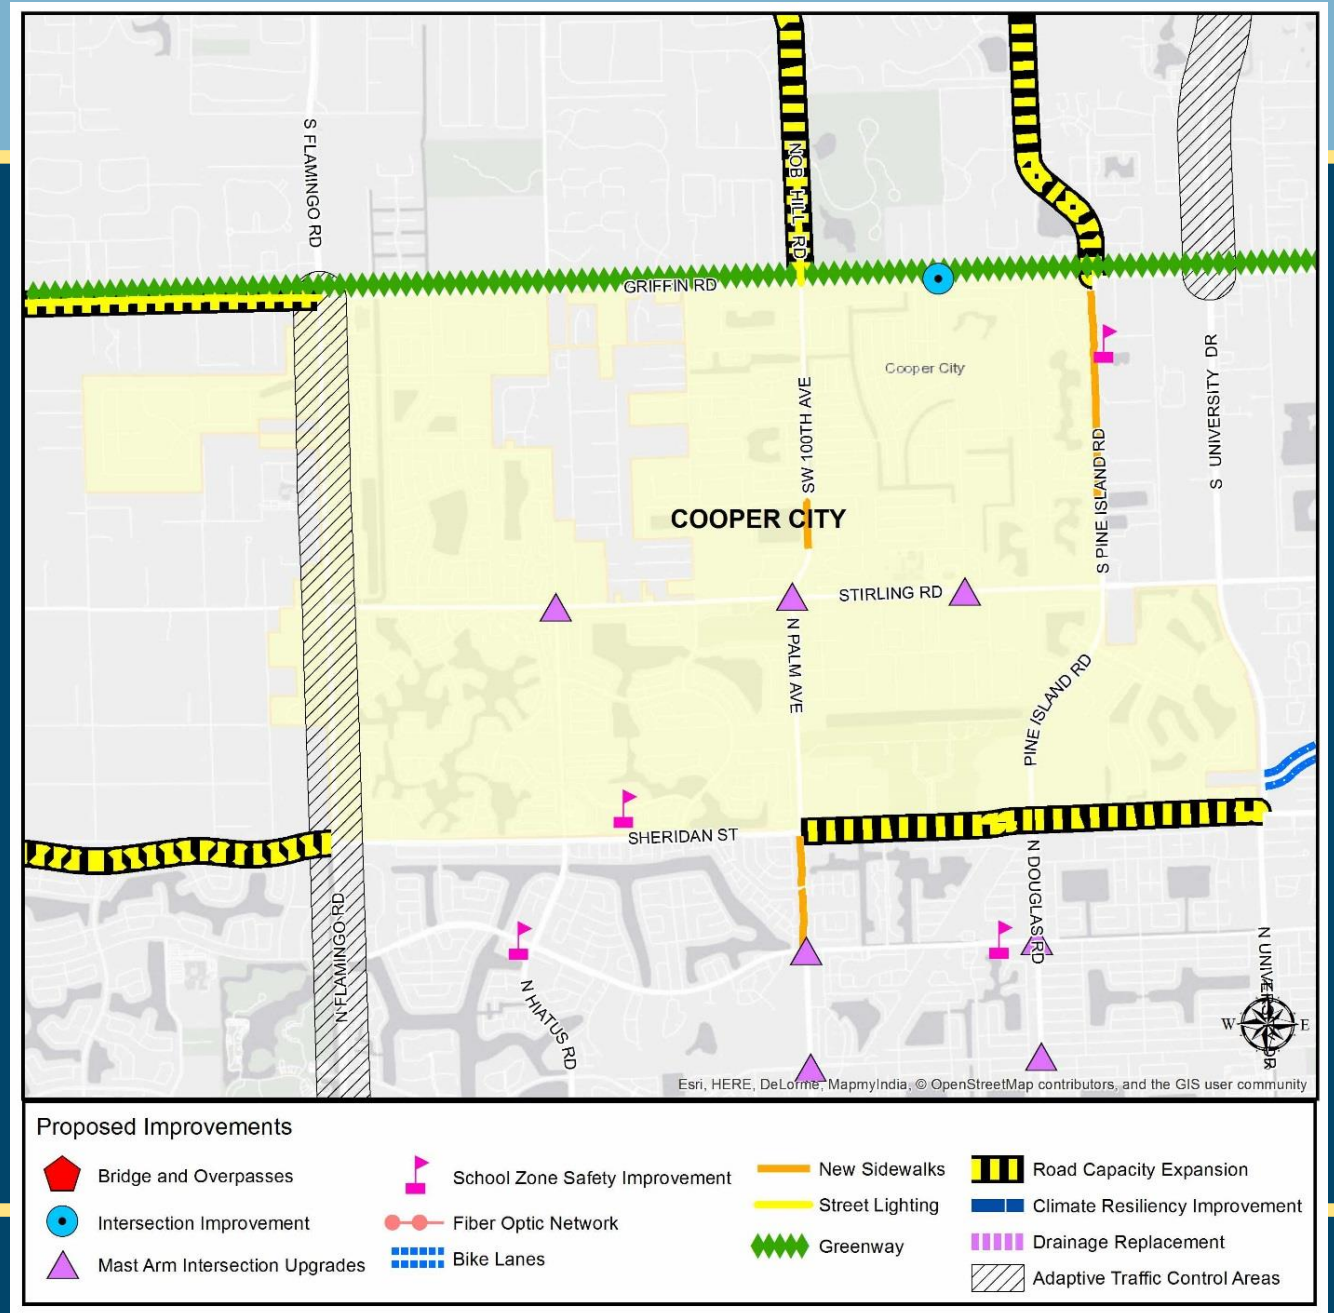 S FLAMINGO RD
NOB HILL RD
GRIFFIN RD
S UNIVERSITY DR
Cooper City
SW 100TH AVE
S PINE ISLAND RD
COOPER CITY
STIRLING RD
N PALM AVE
PINE ISLAND RD
SHERIDAN ST
N DOUGLAS RD
N FLAMINGO RD
N HIATUS RD
N UNIVERSITY DR
W E
Esri, HERE, DeLorme, MapmyIndia, © OpenStreetMap contributors, and the GIS user community
Proposed Improvements
Bridge and Overpasses
Intersection Improvement
Mast Arm Intersection Upgrades
School Zone Safety Improvement
Fiber Optic Network
Bike Lanes
New Sidewalks
Street Lighting
Greenway
Road Capacity Expansion
Climate Resiliency Improvement
Drainage Replacement
Adaptive Traffic Control Areas